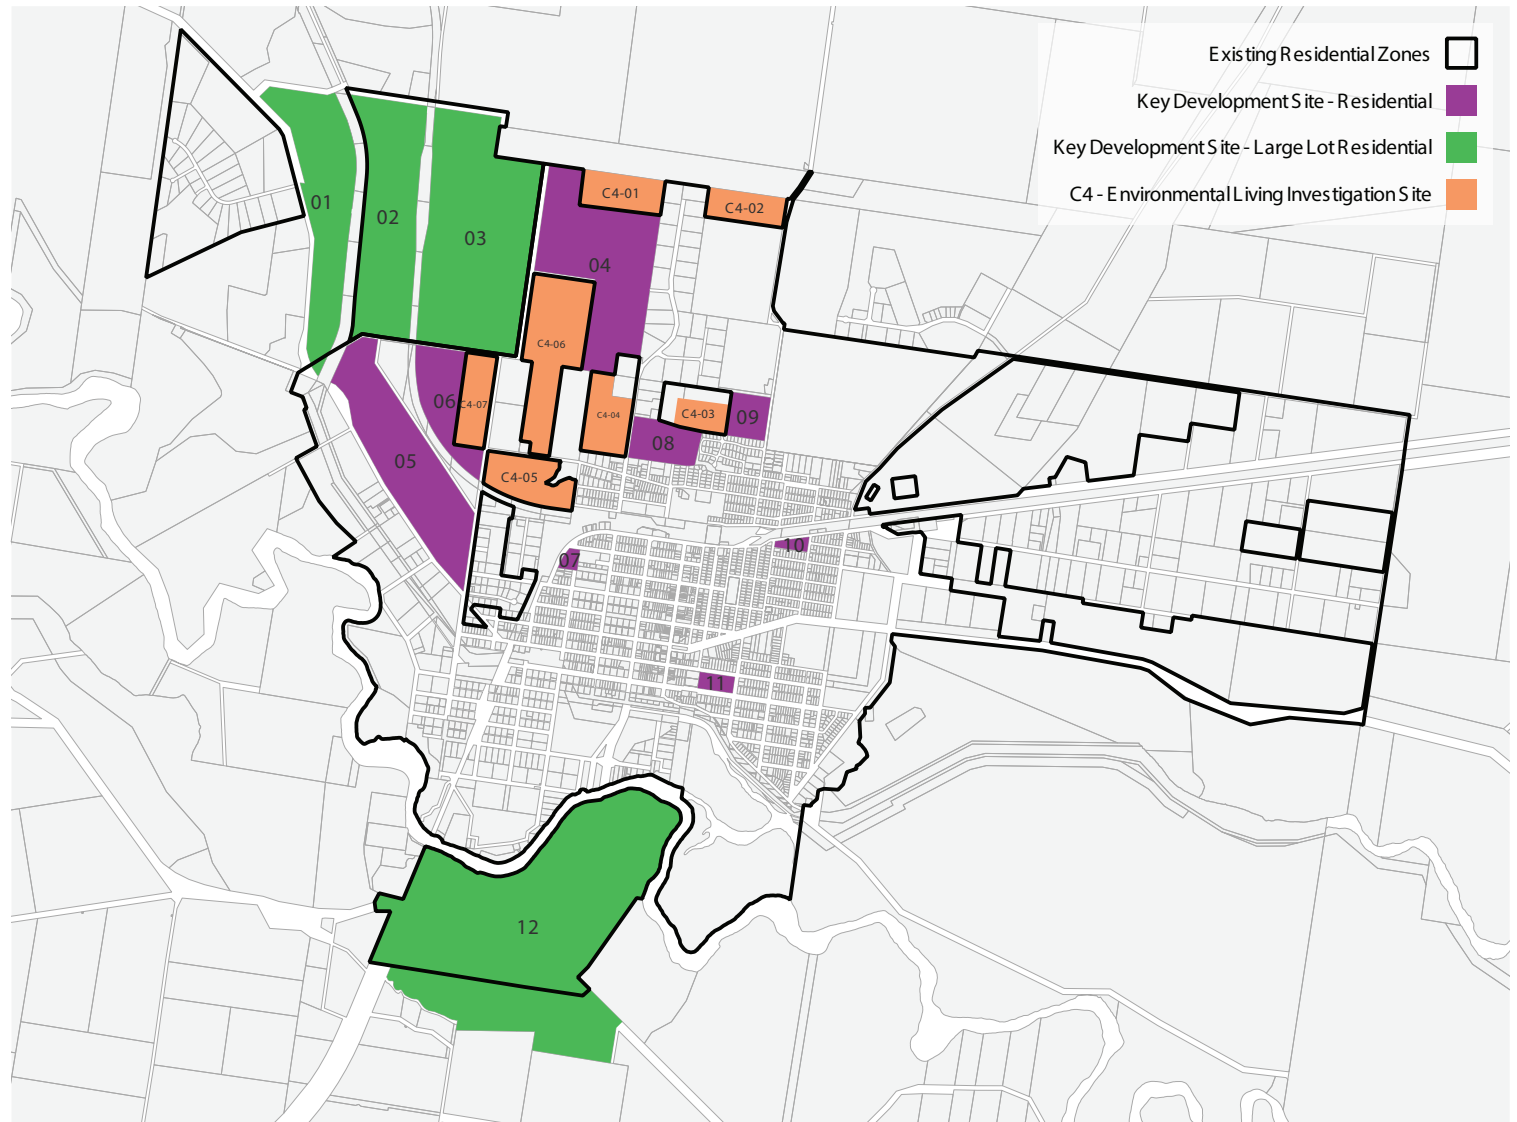 Existing Residential Zones
Key Development Site - Residential
Key Development Site - Large Lot Residential
C4 - Environmental Living Investigation Site
C4-01
C4-02
01
02
03
04
C4-06
06
C4-07
C4-04
C4-03
09
08
05
C4-05
07
10
11
12